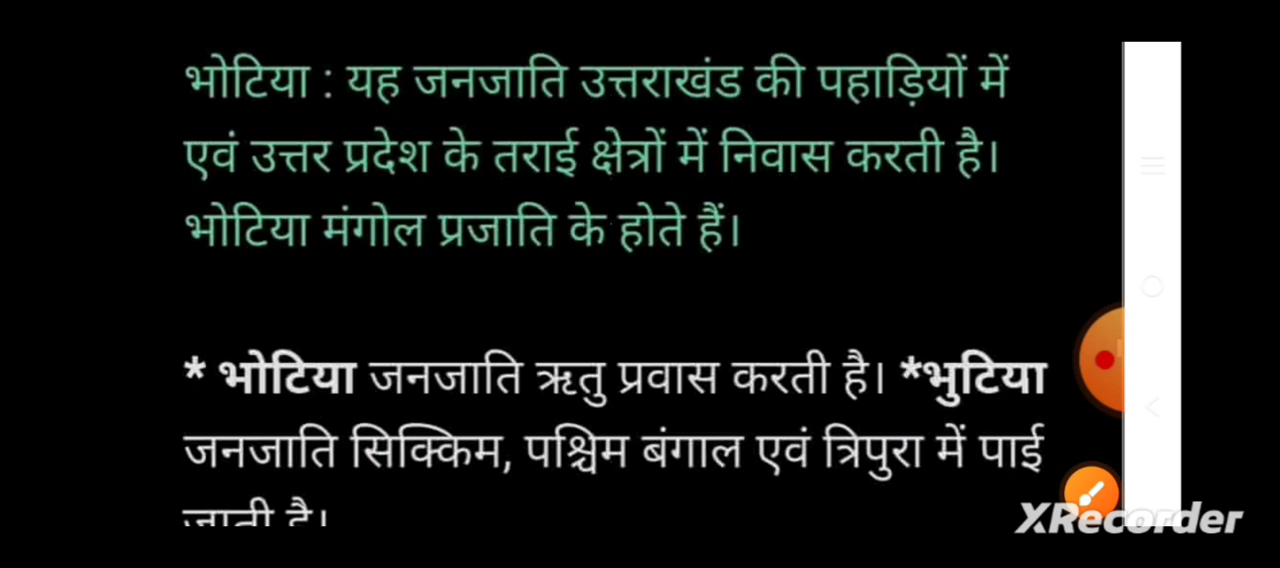 भोटिया : यह जनजाति उत्तराखंड की पहाड़ियों में
एवं उत्तर प्रदेश के तराई क्षेत्रों में निवास करती है।
भोटिया मंगोल प्रजाति के होते हैं।
* भोटिया जनजाति ऋतु प्रवास करती है। *भुटिया
जनजाति सिक्किम, पश्चिम बंगाल एवं त्रिपुरा में पाई
जाती है।
XRecorder